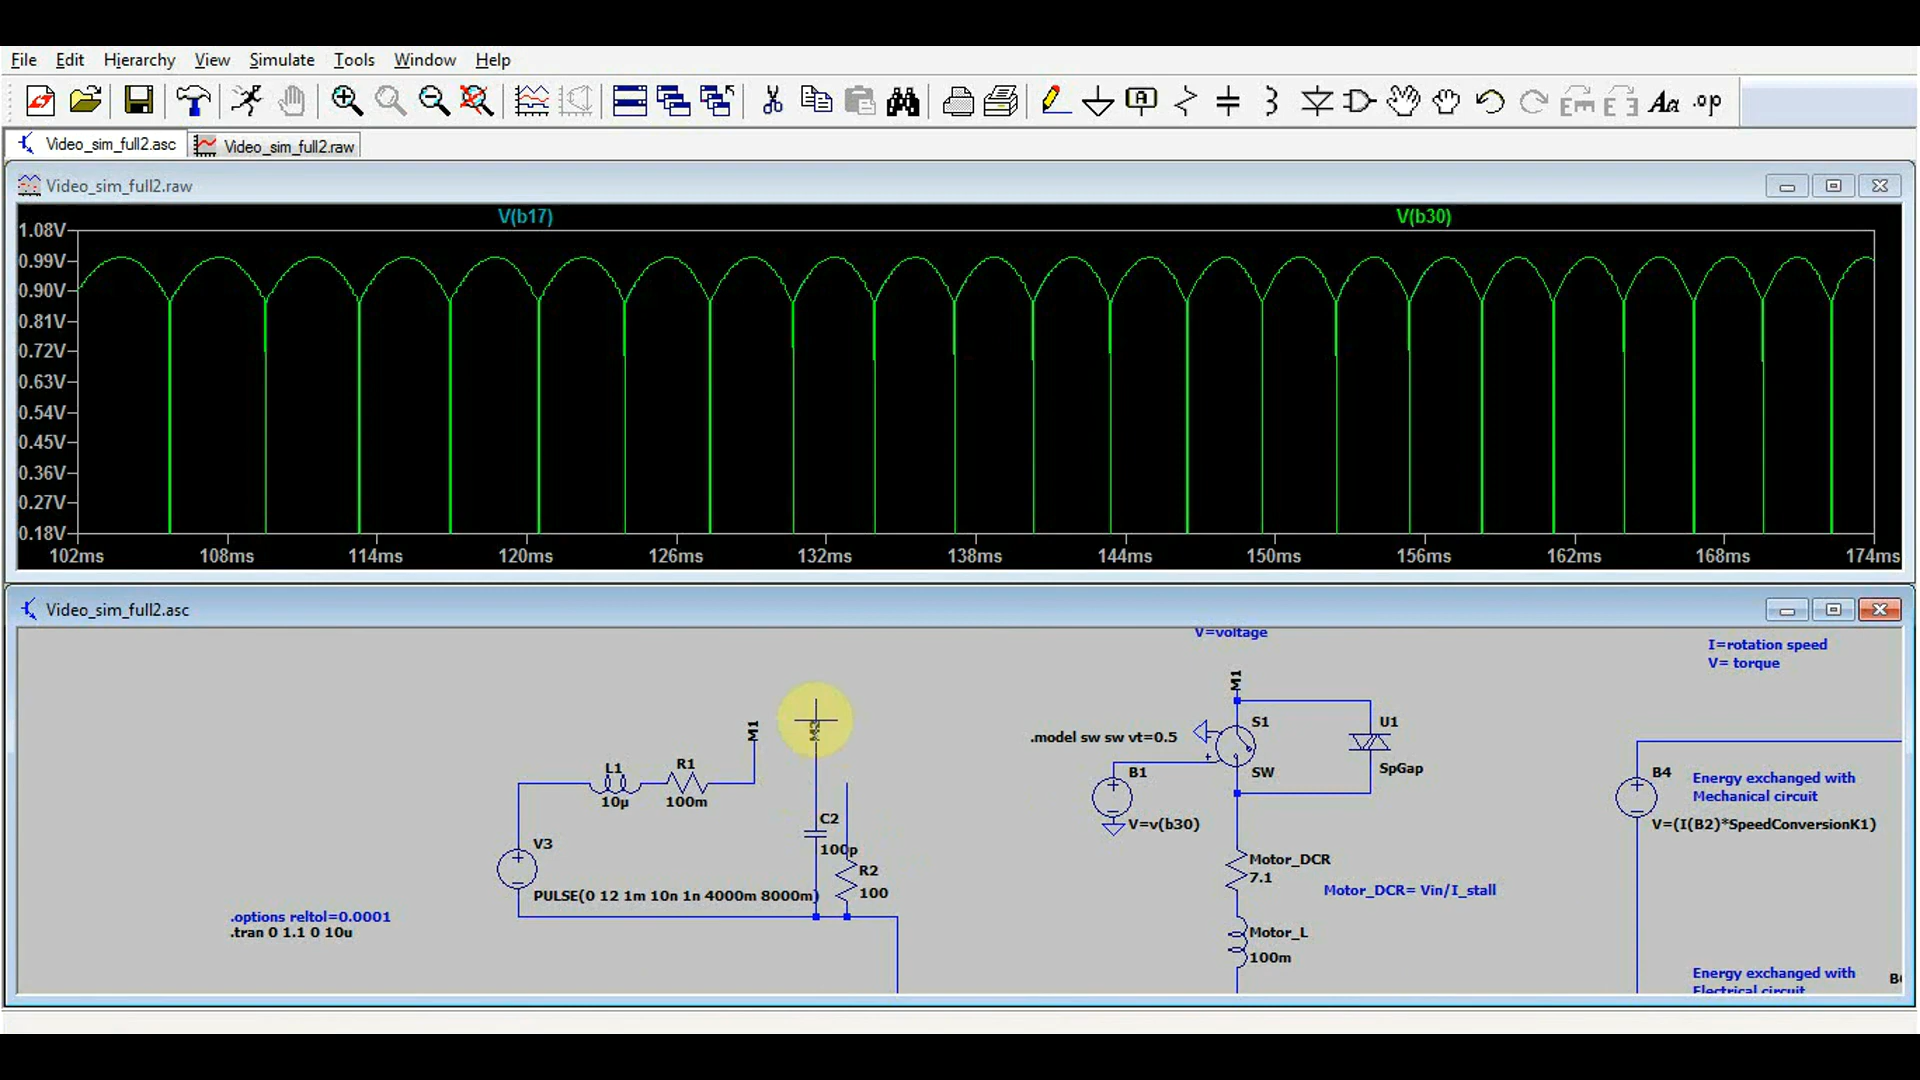 File Edit Hierarchy View Simulate Tools Window Help
.op
Video_sim_full2.asc Video_sim_full2.raw
Video_sim_full2.raw
V(b17) V(b30)
1.08V
0.99V
0.90V
0.81V
0.72V
0.63V
0.54V
0.45V
0.36V
0.27V
0.18V
102ms 108ms 114ms 120ms 126ms 132ms 138ms 144ms 150ms 156ms 162ms 168ms 174ms
Video_sim_full2.asc
V=voltage
I=rotation speed
V= torque
M1
M1
L1
10µ
R1
100m
V3
PULSE(0 12 1m 10n 1n 4000m 8000m)
C2
100p
R2
100
.options reltol=0.0001
.tran 0 1.1 0 10u
.model sw sw vt=0.5
S1
SW
U1
SpGap
B1
V=v(b30)
Motor_DCR
7.1
Motor_DCR= Vin/I_stall
Motor_L
100m
B4
Energy exchanged with
Mechanical circuit
V=(I(B2)*SpeedConversionK1)
Energy exchanged with
Electrical circuit